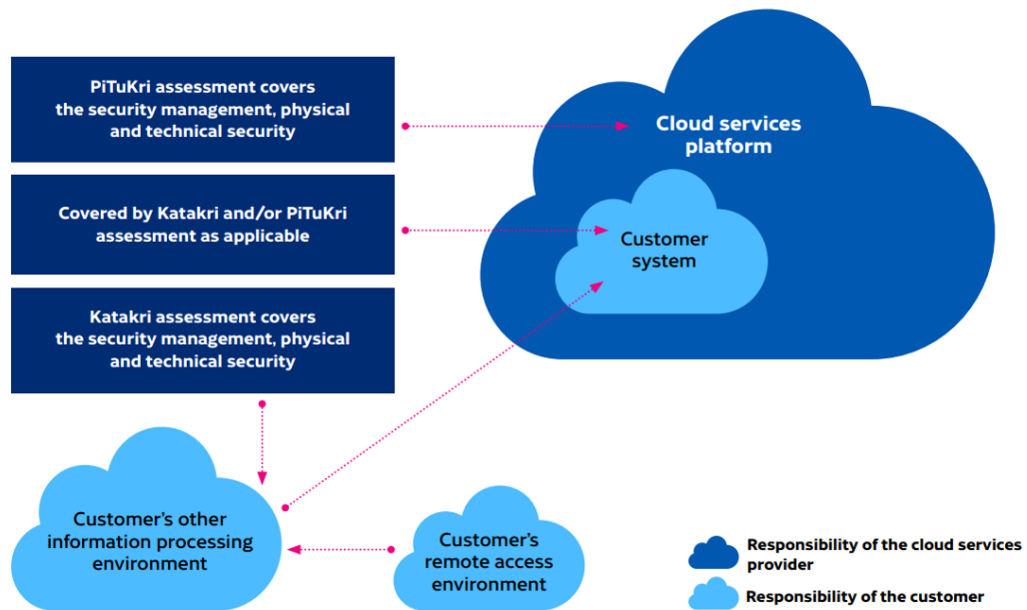 PiTuKri assessment covers
the security management, physical
and technical security
Cloud services
platform
Covered by Katakri and/or PiTuKri
assessment as applicable
Customer
system
Katakri assessment covers
the security management, physical
and technical security
Customer's other
information processing
environment
Customer's
remote access
environment
Responsibility of the cloud services
provider
Responsibility of the customer